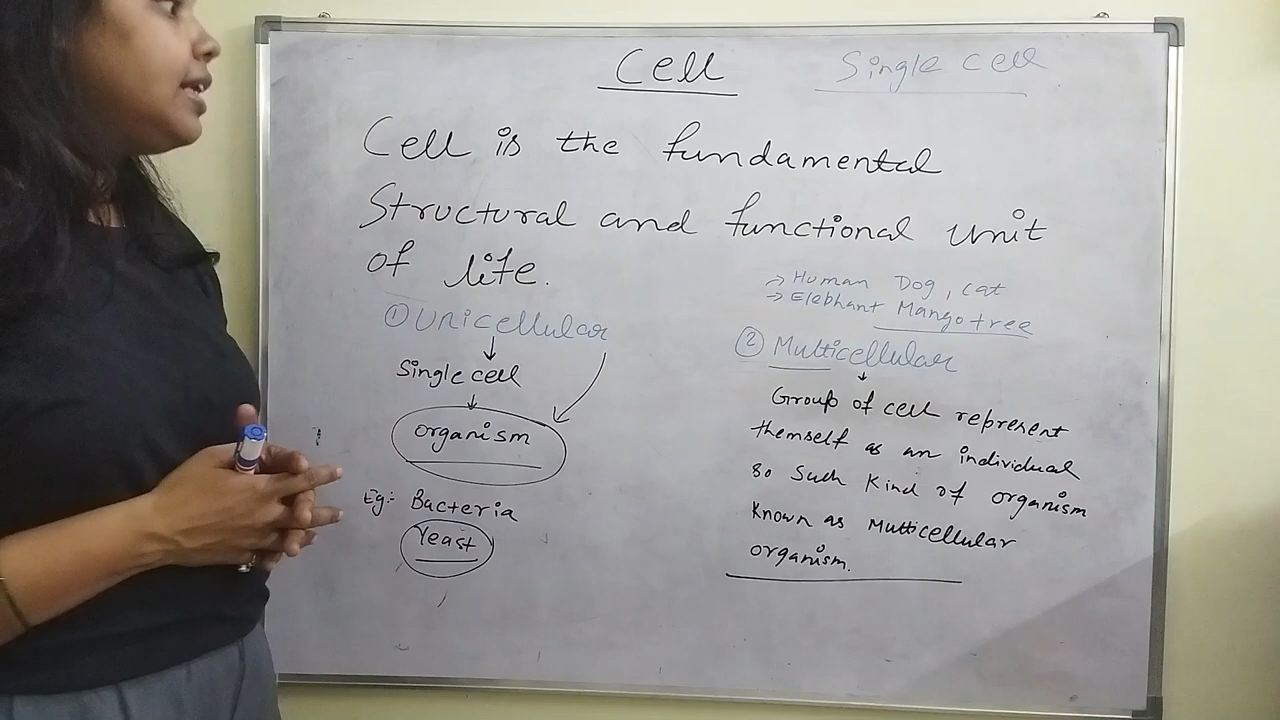 Cell
Single cell
Cell is the fundamental
Structural and functional unit
of life.
① Unicellular
↓
Single cell
↓
organism
Eg:- Bacteria
Yeast
→ Human Dog, cat
→ Elephant Mango tree
② Multicellular
↓
Group of cell represent
themself as an individual
so Such Kind of organism
Known as Multicellular
organism.